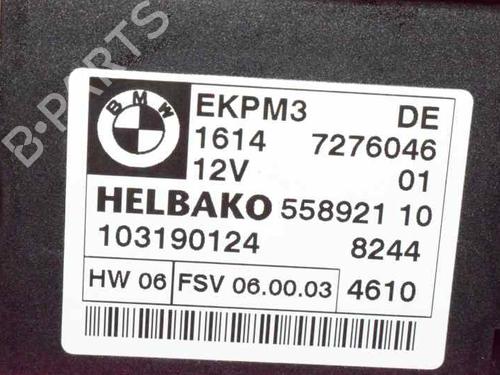 B-PARTS
BMW
EKPM3 DE
1614 7276046
12V 01
HELBAKO 558921 10
103190124 8244
HW 06 FSV 06.00.03 4610